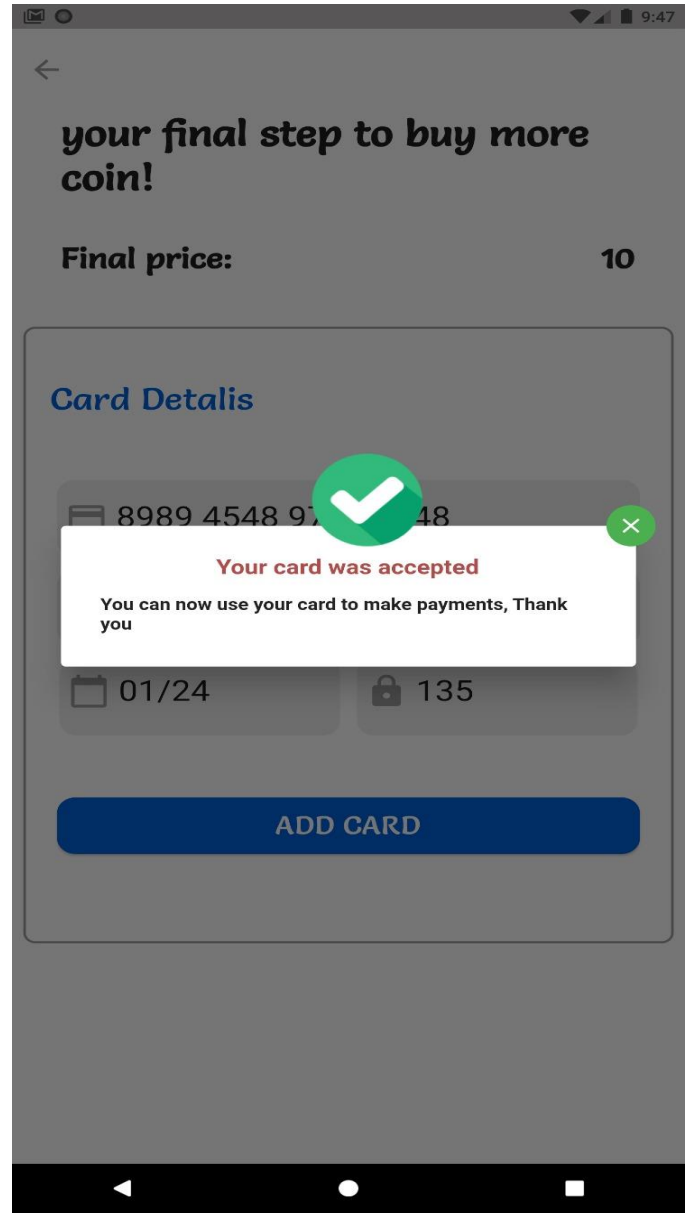 9:47
your final step to buy more
coin!
Final price: 10
Card Detalis
8989 4548 97 48
Your card was accepted
You can now use your card to make payments, Thank
you
01/24 135
ADD CARD